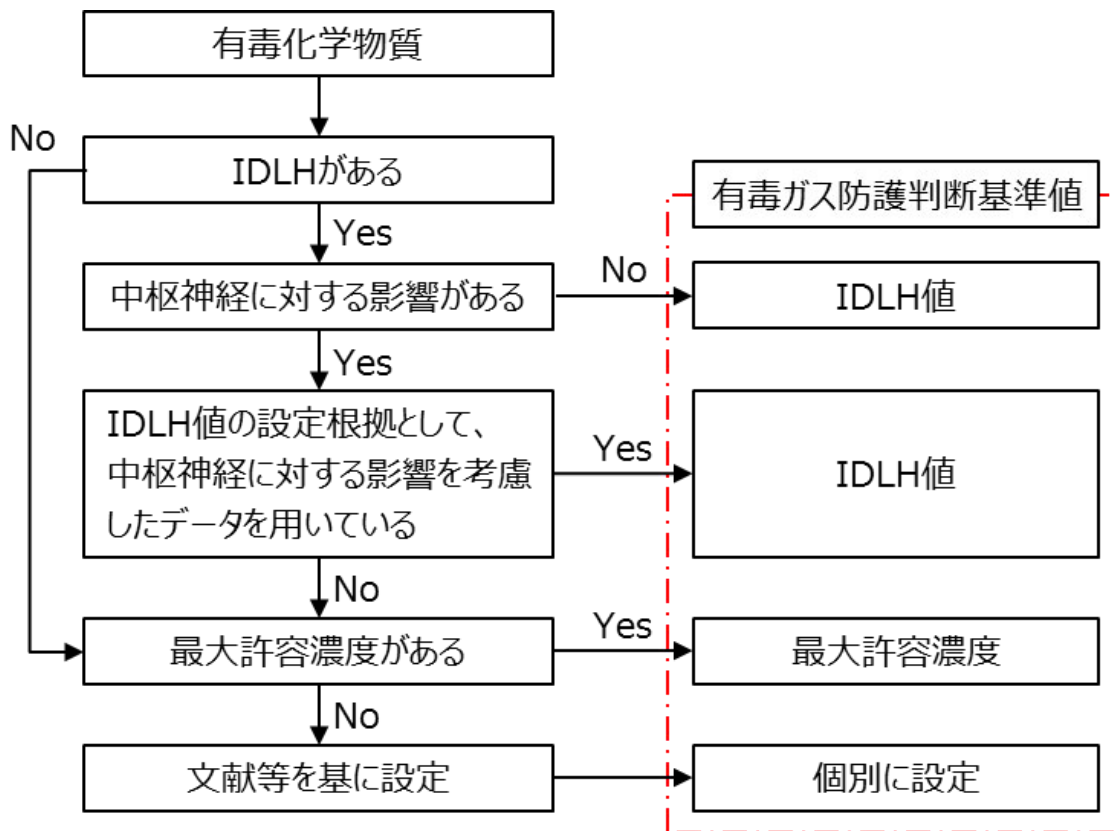 有毒化学物質
No
IDLHがある
有毒ガス防護判断基準値
Yes
中枢神経に対する影響がある
No
IDLH値
Yes
IDLH値の設定根拠として、
中枢神経に対する影響を考慮
したデータを用いている
Yes
IDLH値
No
最大許容濃度がある
Yes
最大許容濃度
No
文献等を基に設定
個別に設定